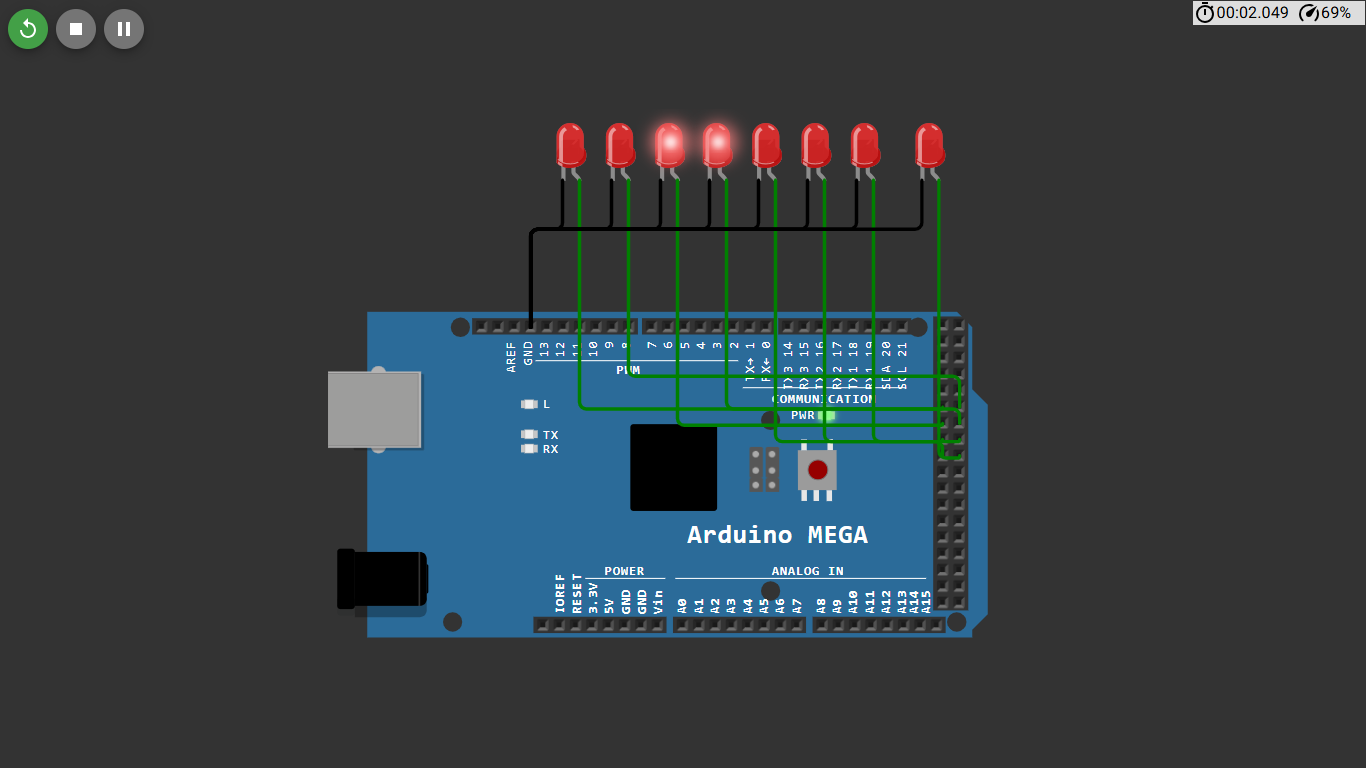 00:02.049 69%
AREF
GND
13
12
11
10
9
8
7
6
5
4
3
2
TX→ 1
RX← 0
TX3 14
RX3 15
TX2 16
RX2 17
TX1 18
RX1 19
SDA 20
SCL 21
PWM
COMMUNICATION
PWR
L
TX
RX
Arduino MEGA
POWER
ANALOG IN
IOREF
RESET
3.3V
5V
GND
GND
Vin
A0
A1
A2
A3
A4
A5
A6
A7
A8
A9
A10
A11
A12
A13
A14
A15